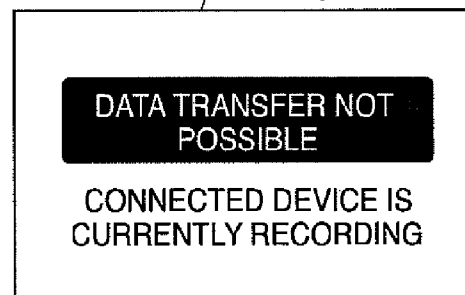 DATA TRANSFER NOT
POSSIBLE
CONNECTED DEVICE IS
CURRENTLY RECORDING